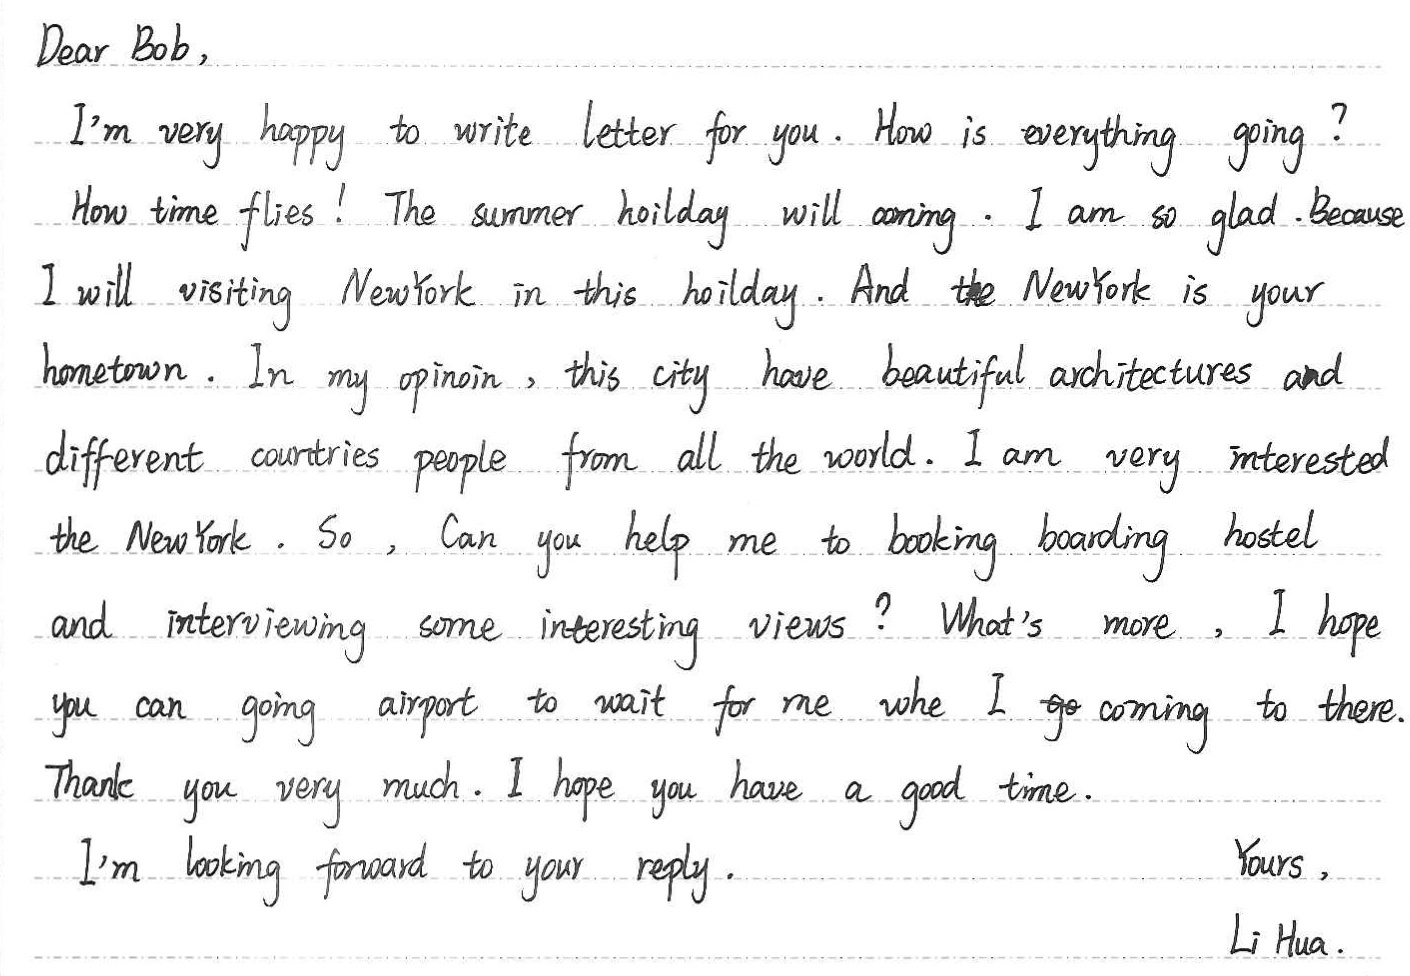 Dear Bob,
I'm very happy to write letter for you. How is everything going?
How time flies! The summer hoilday will coming. I am so glad. Because
I will visiting NewYork in this hoilday. And the NewYork is your
hometown. In my opinoin, this city have beautiful architectures and
different countries people from all the world. I am very interested
the NewYork. So, Can you help me to booking boarding hostel
and interviewing some interesting views? What's more, I hope
you can going airport to wait for me whe I go coming to there.
Thank you very much. I hope you have a good time.
I'm looking forward to your reply.
Yours,
Li Hua.